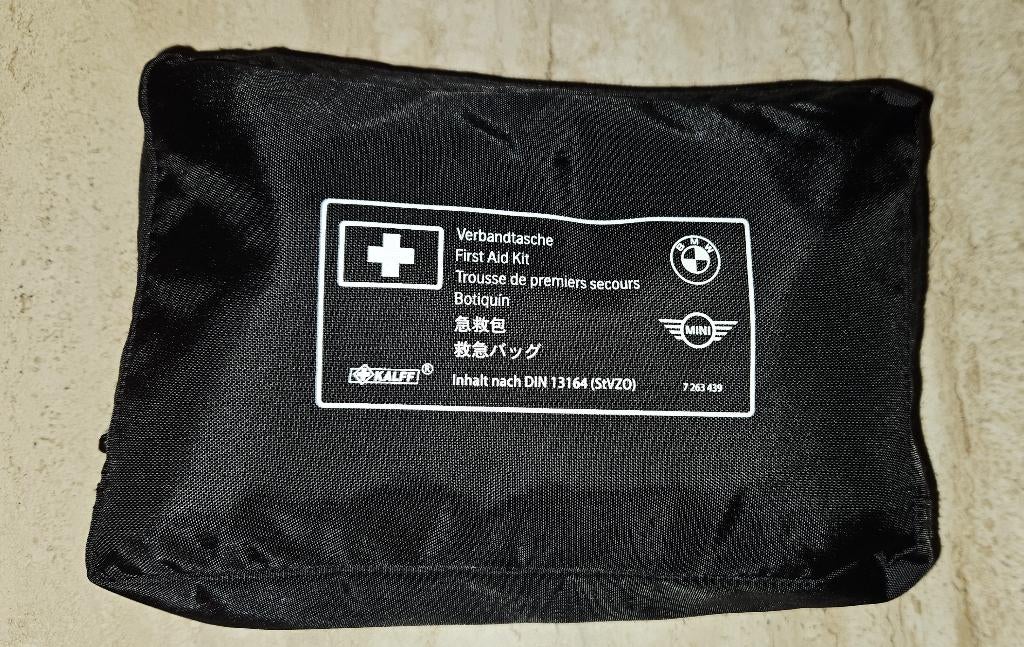 Verbandtasche
First Aid Kit
Trousse de premiers secours
Botiquín
急救包
救急バッグ
KALFF®
Inhalt nach DIN 13164 (StVZO)
BMW
MINI
7 263 439